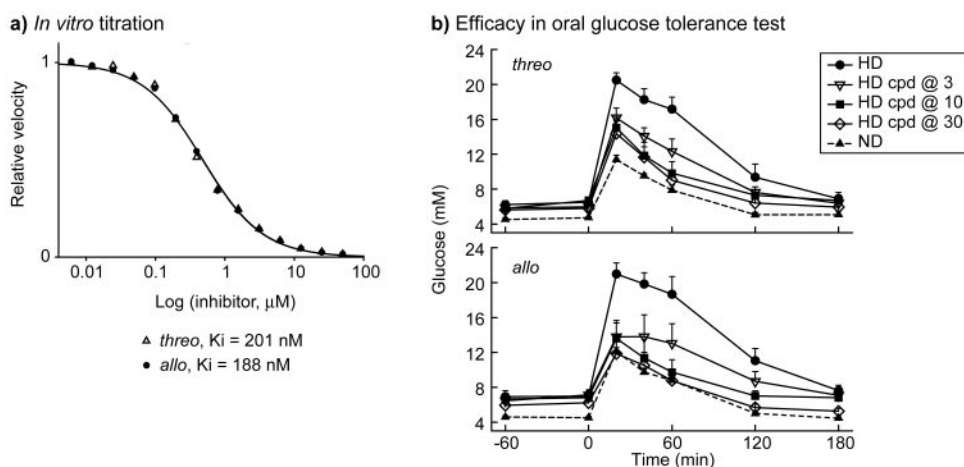 a) In vitro titration
1
Relative velocity
0
0.01 0.1 1 10 100
Log (inhibitor, μM)
threo, Ki = 201 nM
allo, Ki = 188 nM
b) Efficacy in oral glucose tolerance test
24
20
16
12
8
4
threo
HD
HD cpd @ 3
HD cpd @ 10
HD cpd @ 30
ND
Glucose (mM)
24
20
16
12
8
4
allo
-60 0 60 120 180
Time (min)